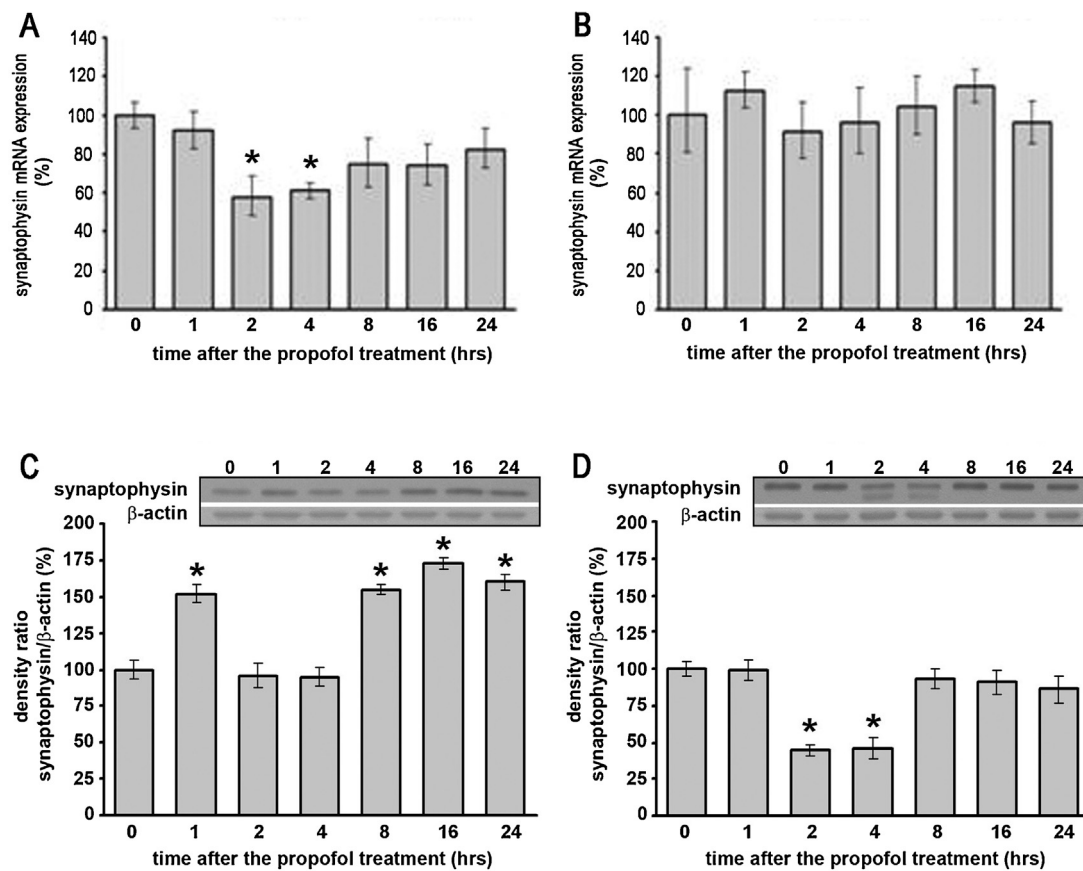 A
synaptophysin mRNA expression
(%)
140
120
100
80
60
40
20
0
*
*
0 1 2 4 8 16 24
time after the propofol treatment (hrs)
B
synaptophysin mRNA expression
(%)
140
120
100
80
60
40
20
0
0 1 2 4 8 16 24
time after the propofol treatment (hrs)
C
0 1 2 4 8 16 24
synaptophysin
β-actin
density ratio
synaptophysin/β-actin (%)
200
175
150
125
100
75
50
25
0
*
*
*
*
0 1 2 4 8 16 24
time after the propofol treatment (hrs)
D
0 1 2 4 8 16 24
synaptophysin
β-actin
density ratio
synaptophysin/β-actin (%)
200
175
150
125
100
75
50
25
0
*
*
0 1 2 4 8 16 24
time after the propofol treatment (hrs)